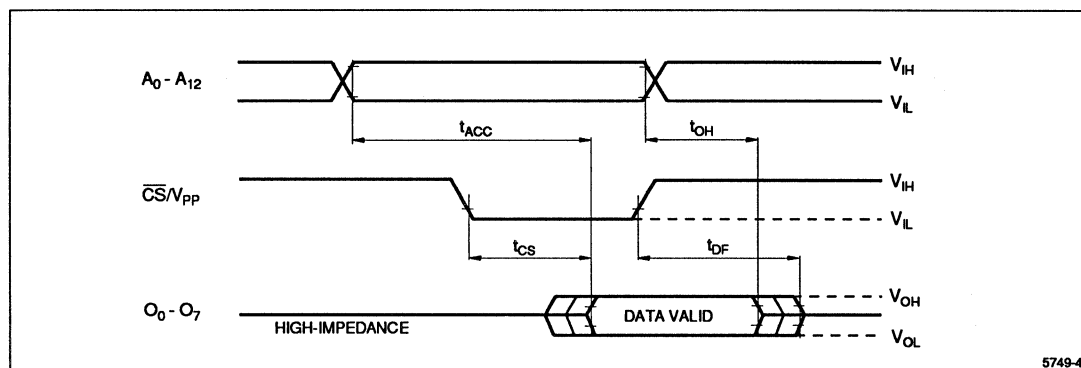 A0 - A12
VIH
VIL
tACC
tOH
CS/VPP
VIH
VIL
tCS
tDF
O0 - O7
HIGH-IMPEDANCE
DATA VALID
VOH
VOL
5749-4